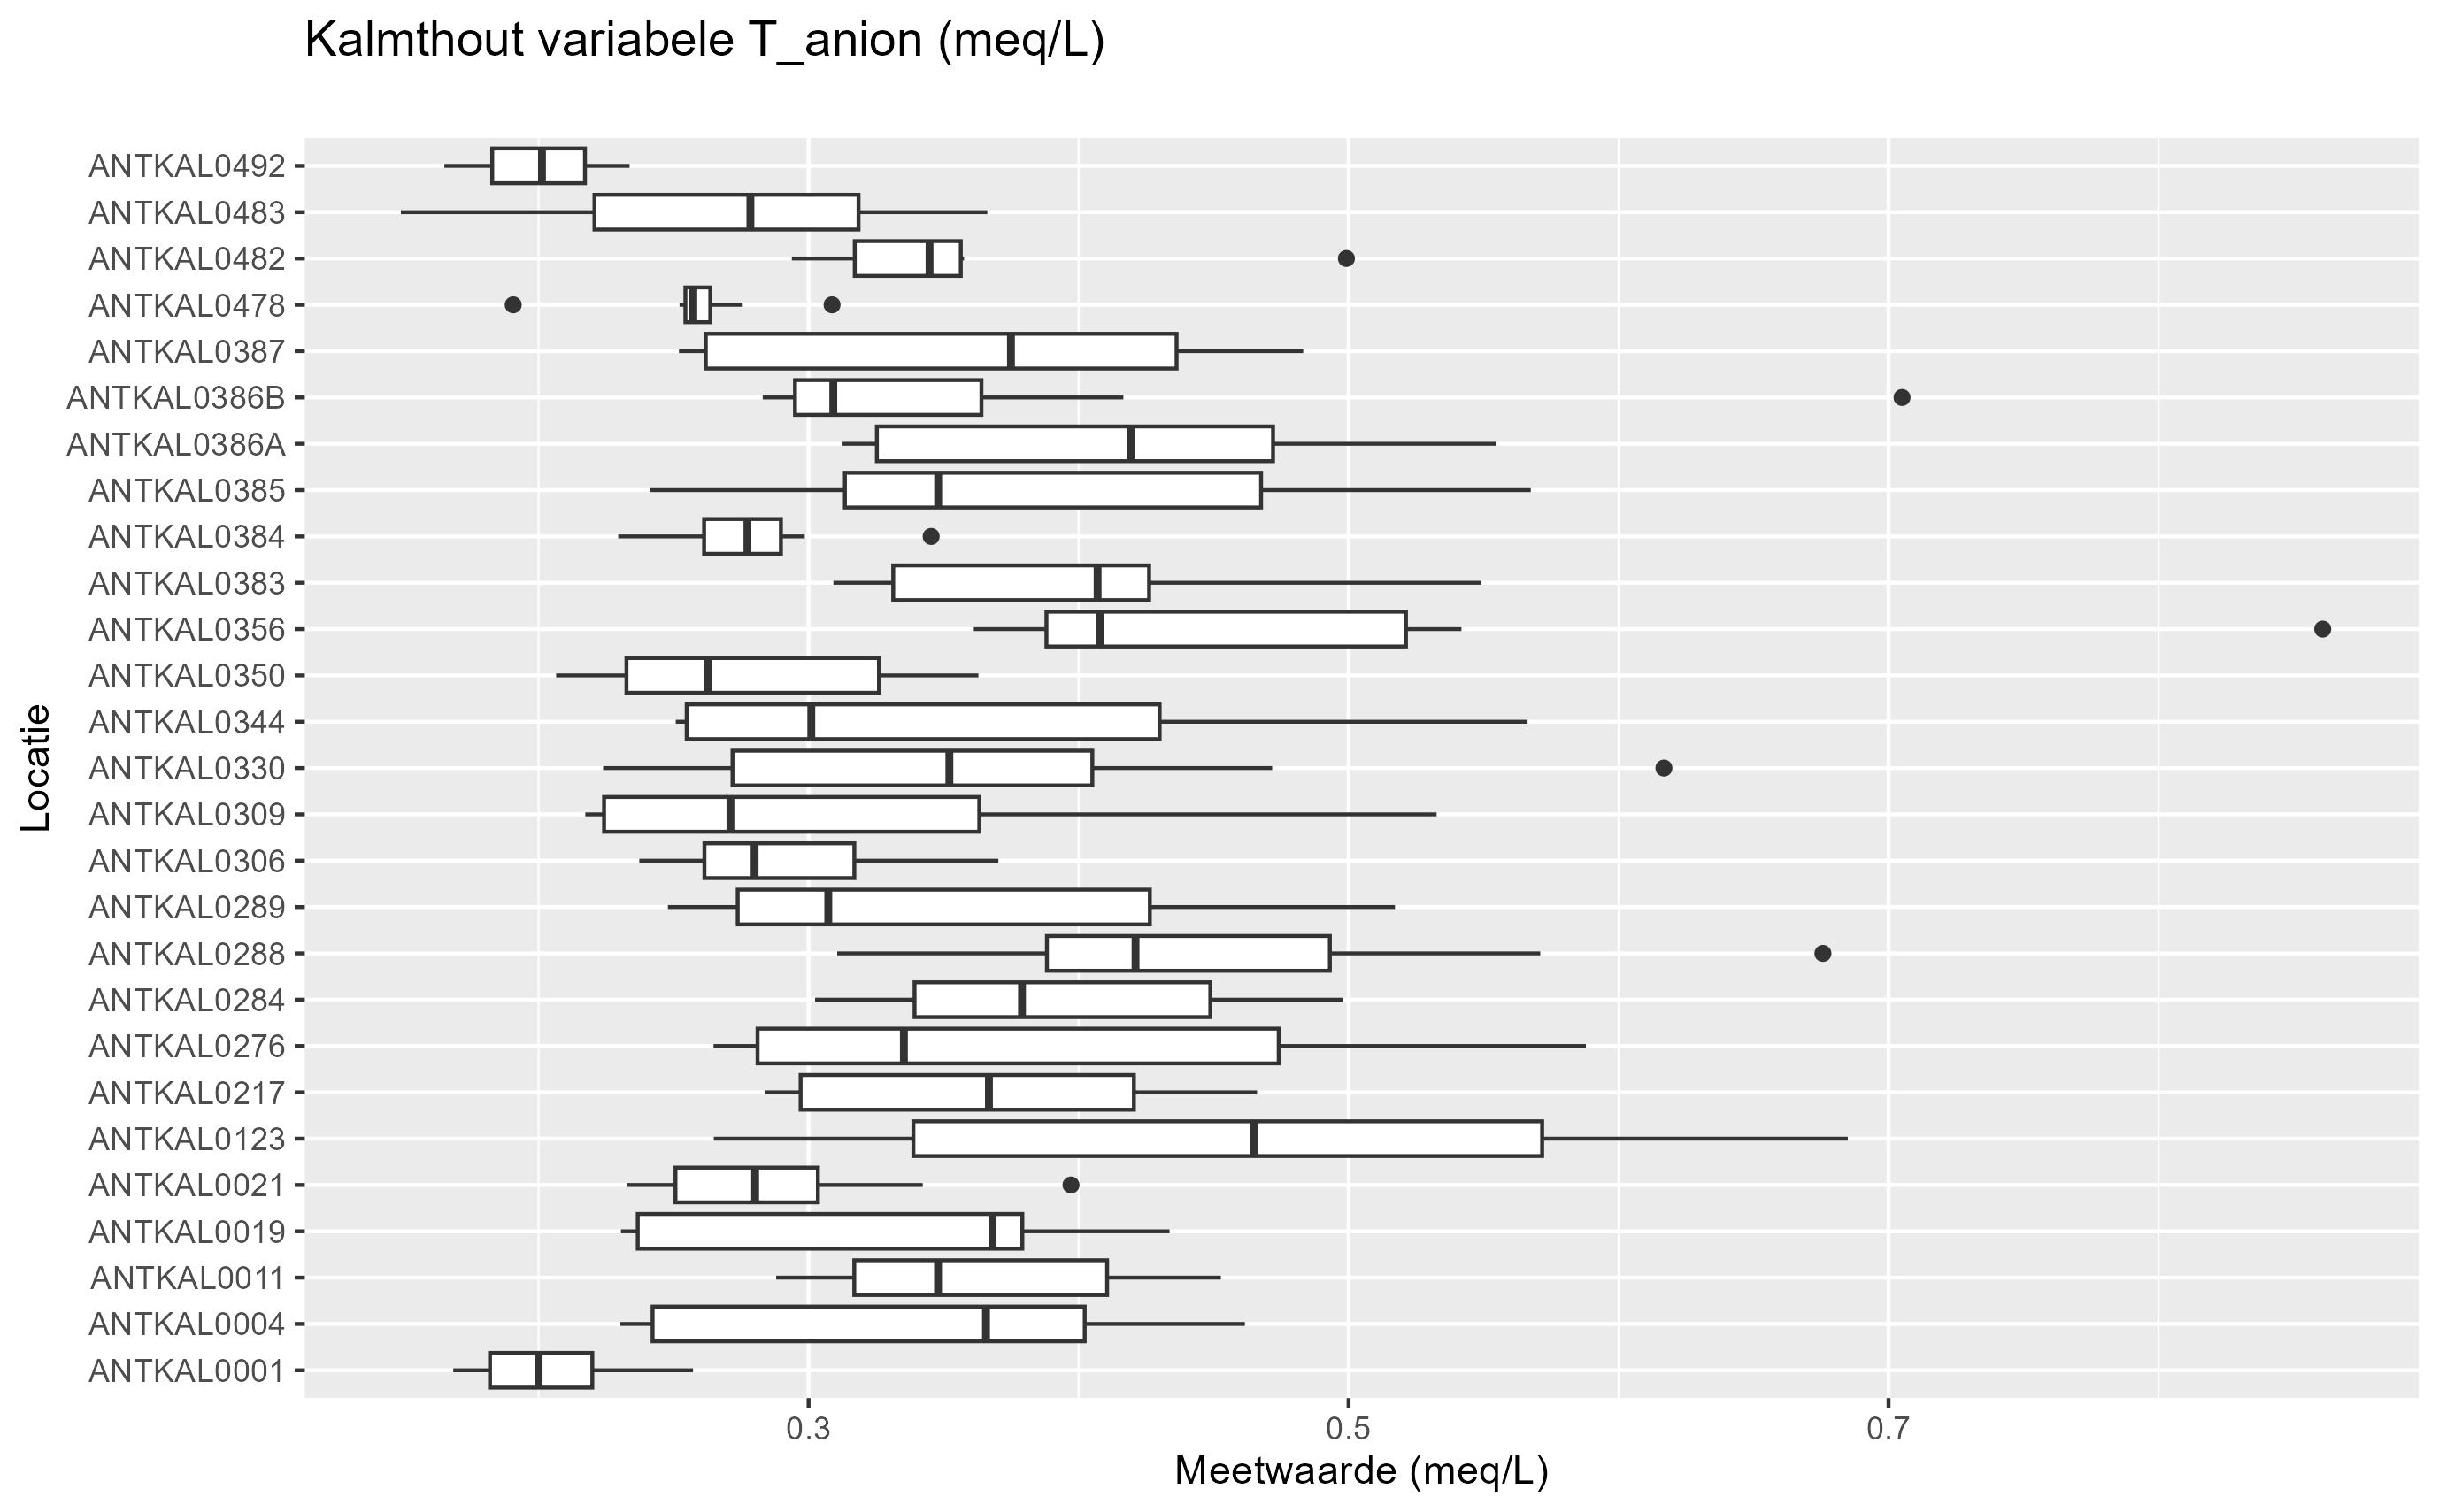 Kalmthout variabele T_anion (meq/L)
ANTKAL0492
ANTKAL0483
ANTKAL0482
ANTKAL0478
ANTKAL0387
ANTKAL0386B
ANTKAL0386A
ANTKAL0385
ANTKAL0384
ANTKAL0383
ANTKAL0356
ANTKAL0350
ANTKAL0344
ANTKAL0330
ANTKAL0309
ANTKAL0306
ANTKAL0289
ANTKAL0288
ANTKAL0284
ANTKAL0276
ANTKAL0217
ANTKAL0123
ANTKAL0021
ANTKAL0019
ANTKAL0011
ANTKAL0004
ANTKAL0001
Locatie
0.3 0.5 0.7
Meetwaarde (meq/L)